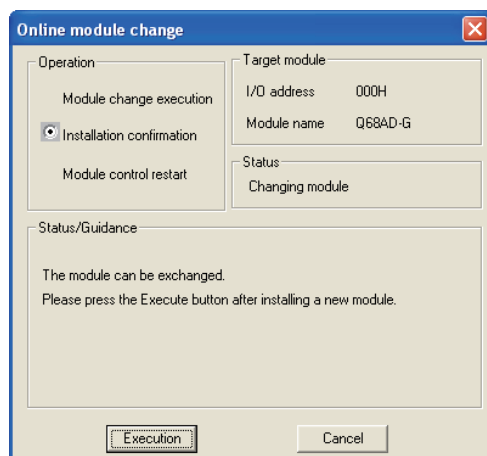 Online module change
Operation
Module change execution
Installation confirmation
Module control restart
Target module
I/O address 000H
Module name Q68AD-G
Status
Changing module
Status/Guidance
The module can be exchanged.
Please press the Execute button after installing a new module.
Execution
Cancel